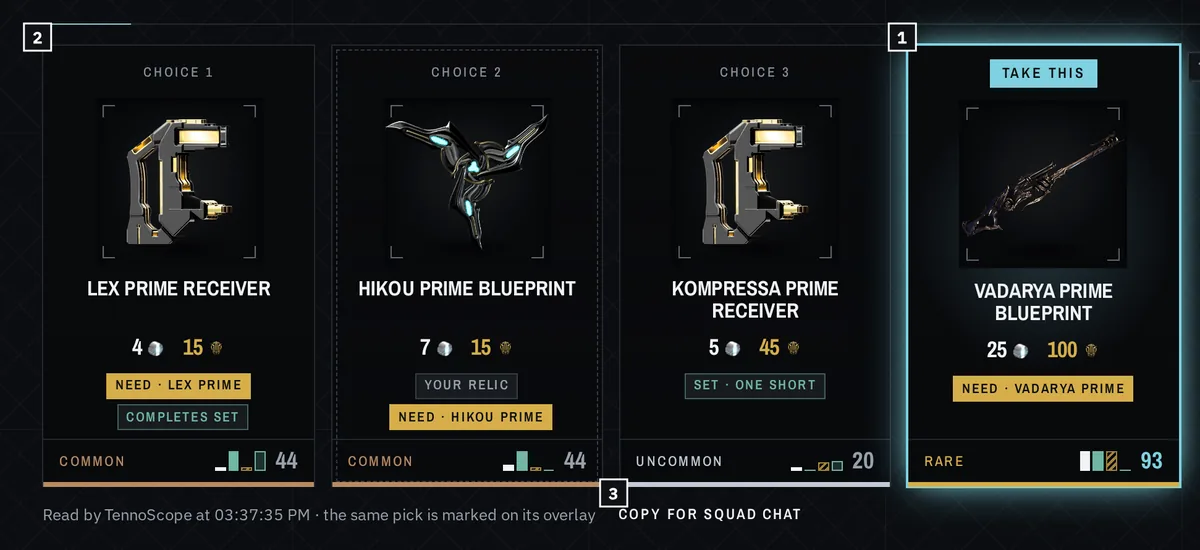 2
1
CHOICE 1
LEX PRIME RECEIVER
4 15
NEED · LEX PRIME
COMPLETES SET
COMMON 44
CHOICE 2
HIKOU PRIME BLUEPRINT
7 15
YOUR RELIC
NEED · HIKOU PRIME
COMMON 44
CHOICE 3
KOMPRESSA PRIME
RECEIVER
5 45
SET · ONE SHORT
UNCOMMON 20
TAKE THIS
VADARYA PRIME
BLUEPRINT
25 100
NEED · VADARYA PRIME
RARE 93
3
Read by TennoScope at 03:37:35 PM · the same pick is marked on its overlay
COPY FOR SQUAD CHAT